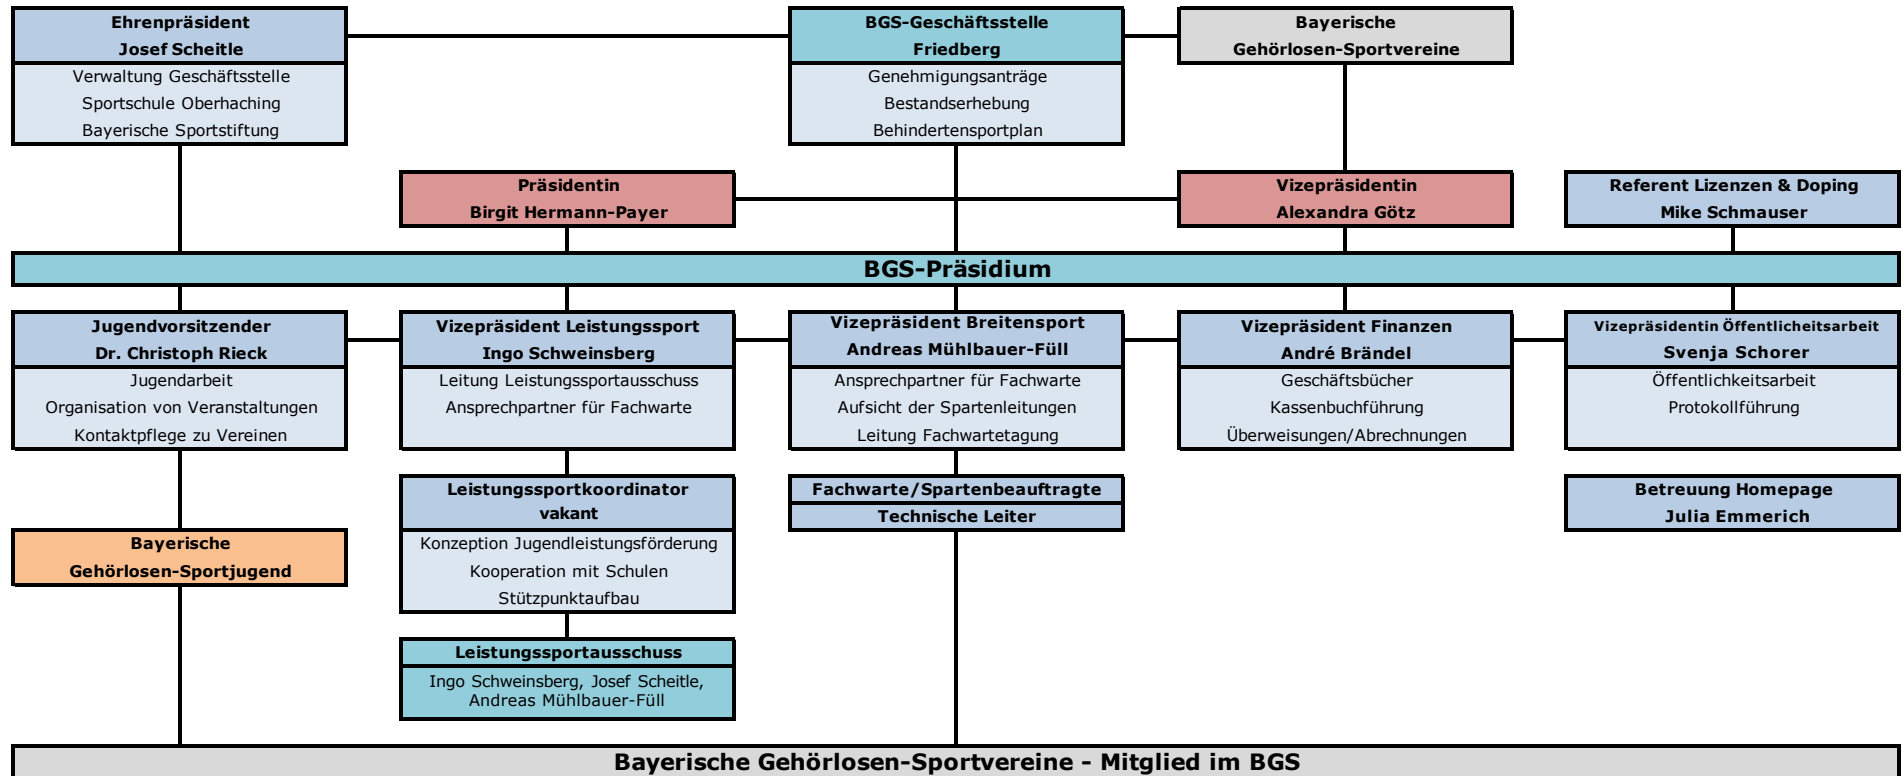 Ehrenpräsident
Josef Scheitle
Verwaltung Geschäftsstelle
Sportschule Oberhaching
Bayerische Sportstiftung
BGS-Geschäftsstelle
Friedberg
Genehmigungsanträge
Bestandserhebung
Behindertensportplan
Bayerische
Gehörlosen-Sportvereine
Präsidentin
Birgit Hermann-Payer
Vizepräsidentin
Alexandra Götz
Referent Lizenzen & Doping
Mike Schmauser
BGS-Präsidium
Jugendvorsitzender
Dr. Christoph Rieck
Jugendarbeit
Organisation von Veranstaltungen
Kontaktpflege zu Vereinen
Vizepräsident Leistungssport
Ingo Schweinsberg
Leitung Leistungssportausschuss
Ansprechpartner für Fachwarte
Vizepräsident Breitensport
Andreas Mühlbauer-Füll
Ansprechpartner für Fachwarte
Aufsicht der Spartenleitungen
Leitung Fachwartetagung
Vizepräsident Finanzen
André Brändel
Geschäftsbücher
Kassenbuchführung
Überweisungen/Abrechnungen
Vizepräsidentin Öffentlicheitsarbeit
Svenja Schorer
Öffentlichkeitsarbeit
Protokollführung
Bayerische
Gehörlosen-Sportjugend
Leistungssportkoordinator
vakant
Konzeption Jugendleistungsförderung
Kooperation mit Schulen
Stützpunktaufbau
Leistungssportausschuss
Ingo Schweinsberg, Josef Scheitle,
Andreas Mühlbauer-Füll
Fachwarte/Spartenbeauftragte
Technische Leiter
Betreuung Homepage
Julia Emmerich
Bayerische Gehörlosen-Sportvereine - Mitglied im BGS